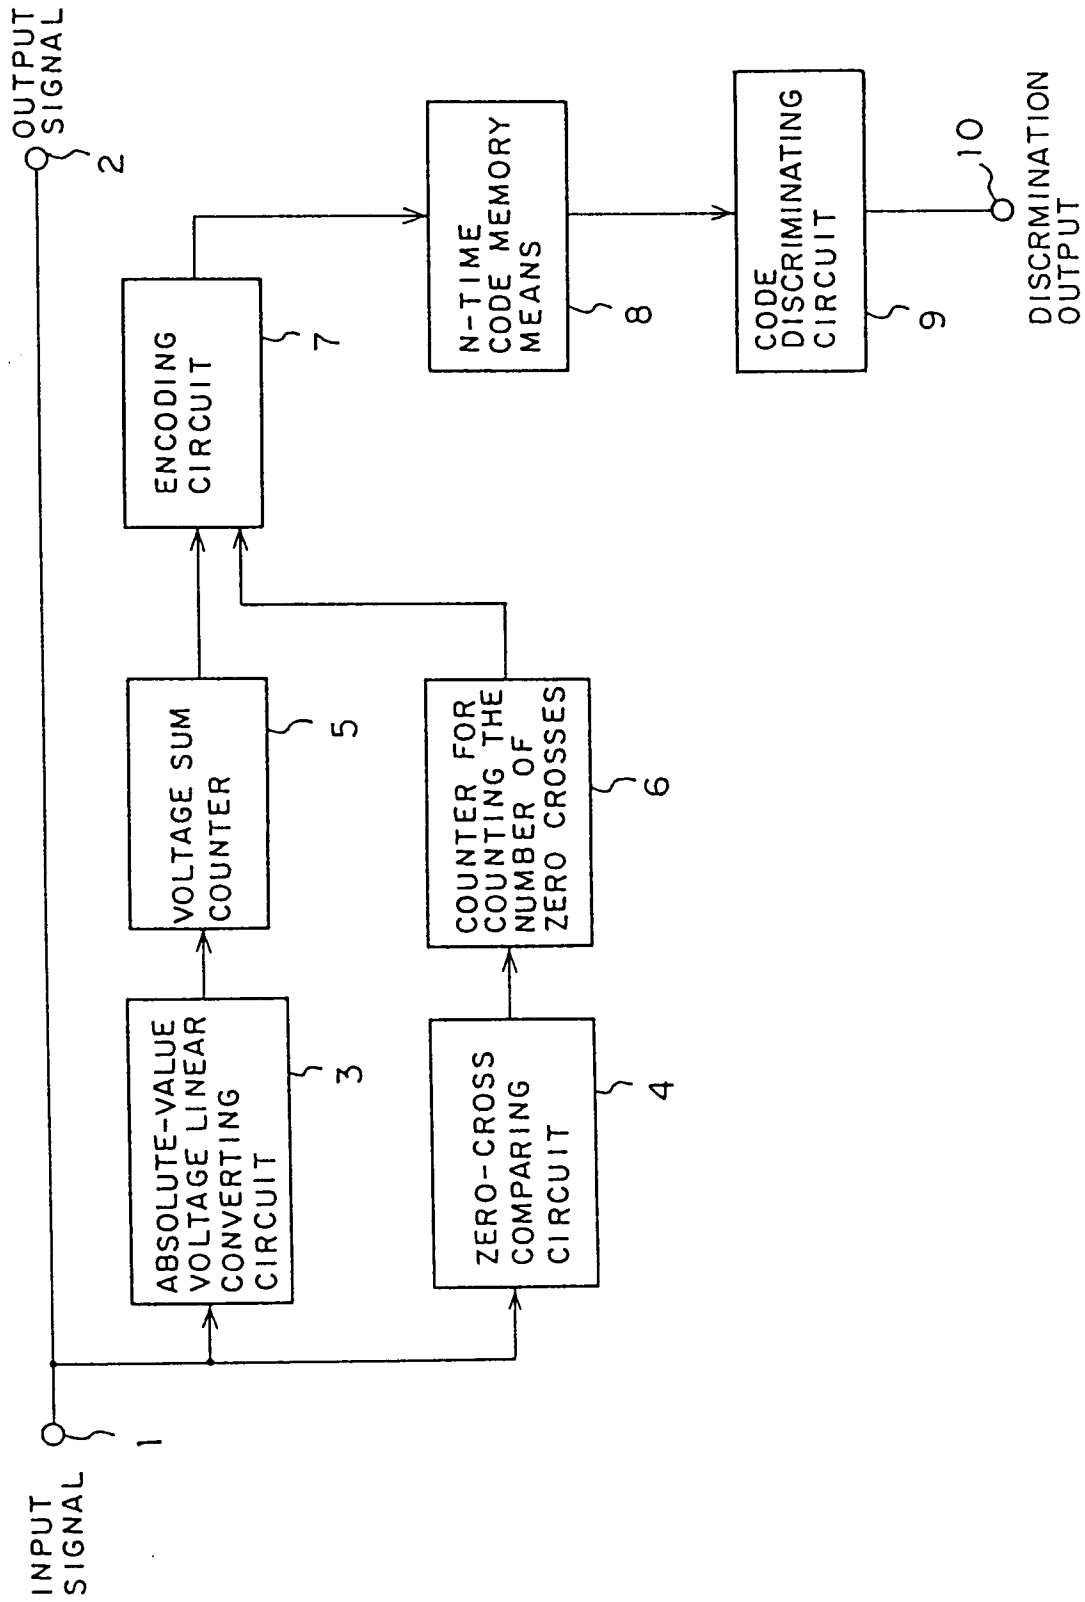 INPUT
SIGNAL
1
OUTPUT
SIGNAL
2
ABSOLUTE-VALUE
VOLTAGE LINEAR
CONVERTING
CIRCUIT
3
VOLTAGE SUM
COUNTER
5
ENCODING
CIRCUIT
7
ZERO-CROSS
COMPARING
CIRCUIT
4
COUNTER FOR
COUNTING THE
NUMBER OF
ZERO CROSSES
6
N-TIME
CODE MEMORY
MEANS
8
CODE
DISCRIMINATING
CIRCUIT
9
10
DISCRMINATION
OUTPUT